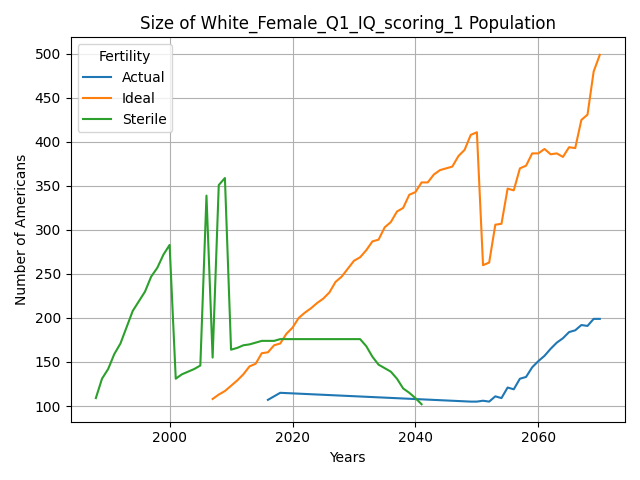 Size of White_Female_Q1_IQ_scoring_1 Population
Fertility
Actual
Ideal
Sterile
Number of Americans
500
450
400
350
300
250
200
150
100
2000
2020
2040
2060
Years